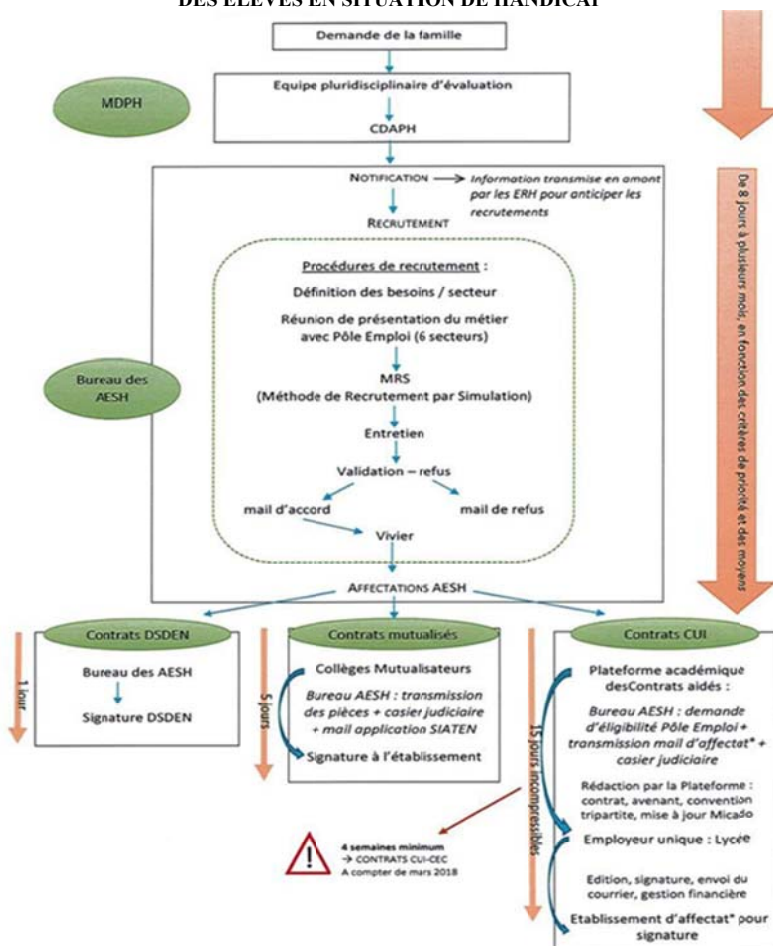 DES ÉLÈVES EN SITUATION DE HANDICAP
Demande de la famille
MDPH
Equipe pluridisciplinaire d'évaluation
CDAPH
NOTIFICATION → Information transmise en amont
par les ERH pour anticiper les
recrutements
RECRUTEMENT
Procédures de recrutement :
Définition des besoins / secteur
Réunion de présentation du métier
avec Pôle Emploi (6 secteurs)
MRS
(Méthode de Recrutement par Simulation)
Entretien
Validation – refus
mail d'accord
mail de refus
Vivier
Bureau des
AESH
De 8 jours à plusieurs mois, en fonction des critères de priorité et des moyens
AFFECTATIONS AESH
Contrats DSDEN
1 jour
Bureau des AESH
Signature DSDEN
Contrats mutualisés
5 jours
Collèges Mutualisateurs
Bureau AESH : transmission
des pièces + casier judiciaire
+ mail application SIATEN
Signature à l'établissement
Contrats CUI
15 jours incompressibles
Plateforme académique
desContrats aidés :
Bureau AESH : demande
d'éligibilité Pôle Emploi +
transmission mail d'affectat° +
casier judiciaire
Rédaction par la Plateforme :
contrat, avenant, convention
tripartite, mise à jour Micado
Employeur unique : Lycée
Edition, signature, envoi du
courrier, gestion financière
Etablissement d'affectat° pour
signature
!
4 semaines minimum
→ CONTRATS CUI-CEC
A compter de mars 2018